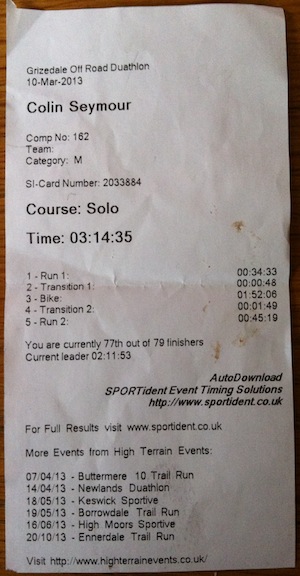 Grizedale Off Road Duathlon
10-Mar-2013
Colin Seymour
Comp No: 162
Team:
Category: M
SI-Card Number: 2033884
Course: Solo
Time: 03:14:35
1 - Run 1: 00:34:33
2 - Transition 1: 00:00:48
3 - Bike: 01:52:06
4 - Transition 2: 00:01:49
5 - Run 2: 00:45:19
You are currently 77th out of 79 finishers
Current leader 02:11:53
AutoDownload
SPORTident Event Timing Solutions
http://www.sportident.co.uk
For Full Results visit www.sportident.co.uk
More Events from High Terrain Events:
07/04/13 - Buttermere 10 Trail Run
14/04/13 - Newlands Duathlon
18/05/13 - Keswick Sportive
19/05/13 - Borrowdale Trail Run
16/06/13 - High Moors Sportive
20/10/13 - Ennerdale Trail Run
Visit http://www.highterrainevents.co.uk/